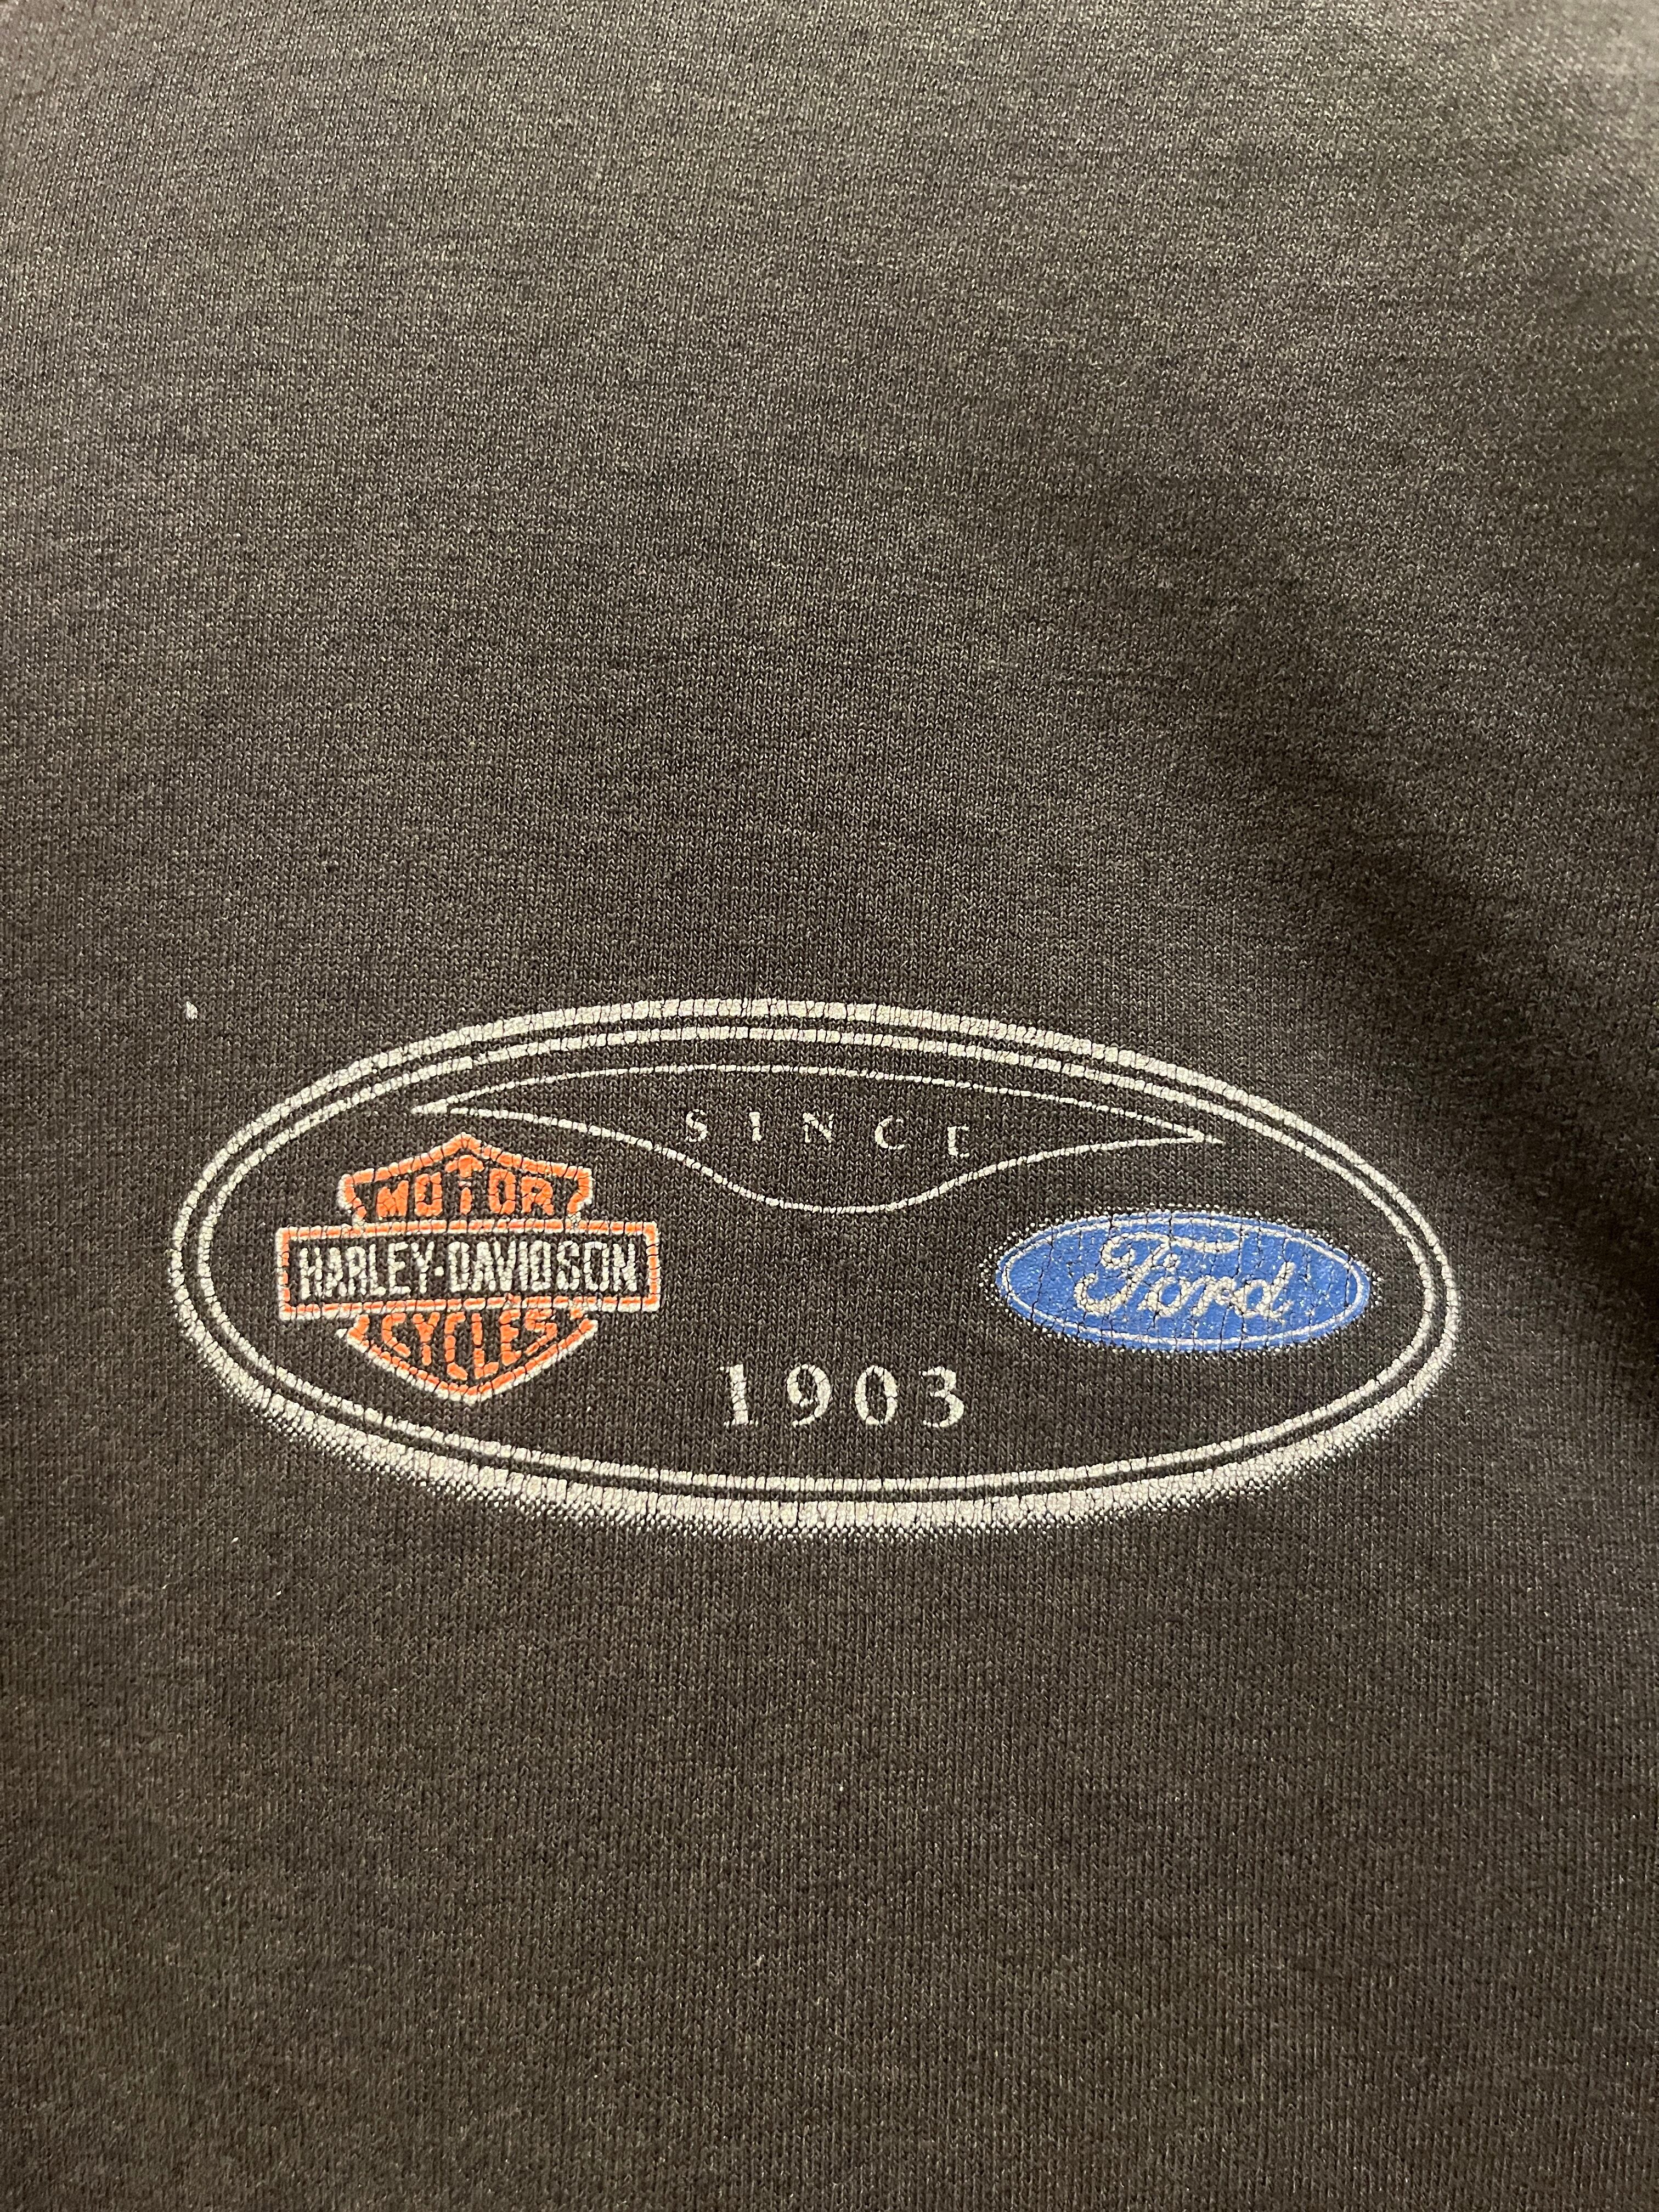 SINCE
MOTOR
HARLEY-DAVIDSON
CYCLES
Ford
1903